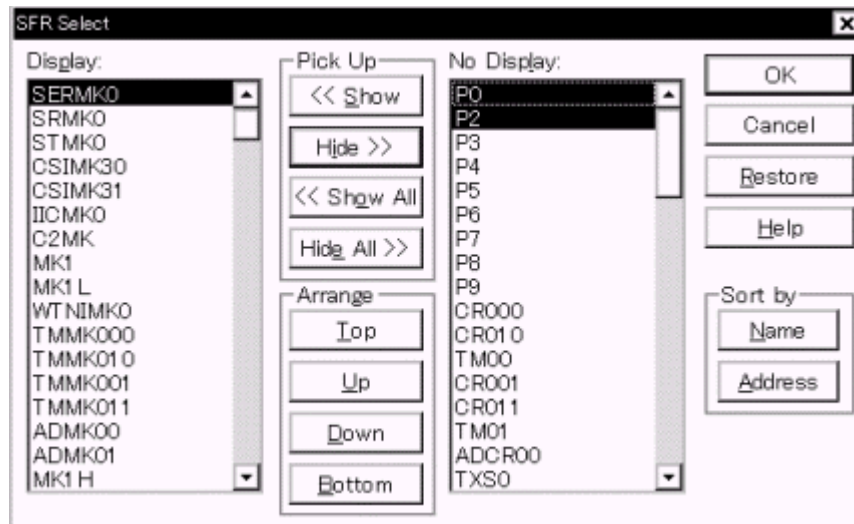 SFR Select
Display:
SERMK0
SRMK0
STMK0
CSIMK30
CSIMK31
IICMK0
C2MK
MK1
MK1L
WTNIMK0
TMMK000
TMMK010
TMMK001
TMMK011
ADMK00
ADMK01
MK1H
Pick Up
<< Show
Hide >>
<< Show All
Hide All >>
Arrange
Top
Up
Down
Bottom
No Display:
P0
P2
P3
P4
P5
P6
P7
P8
P9
CR000
CR010
TM00
CR001
CR011
TM01
ADCR00
TXS0
OK
Cancel
Restore
Help
Sort by
Name
Address